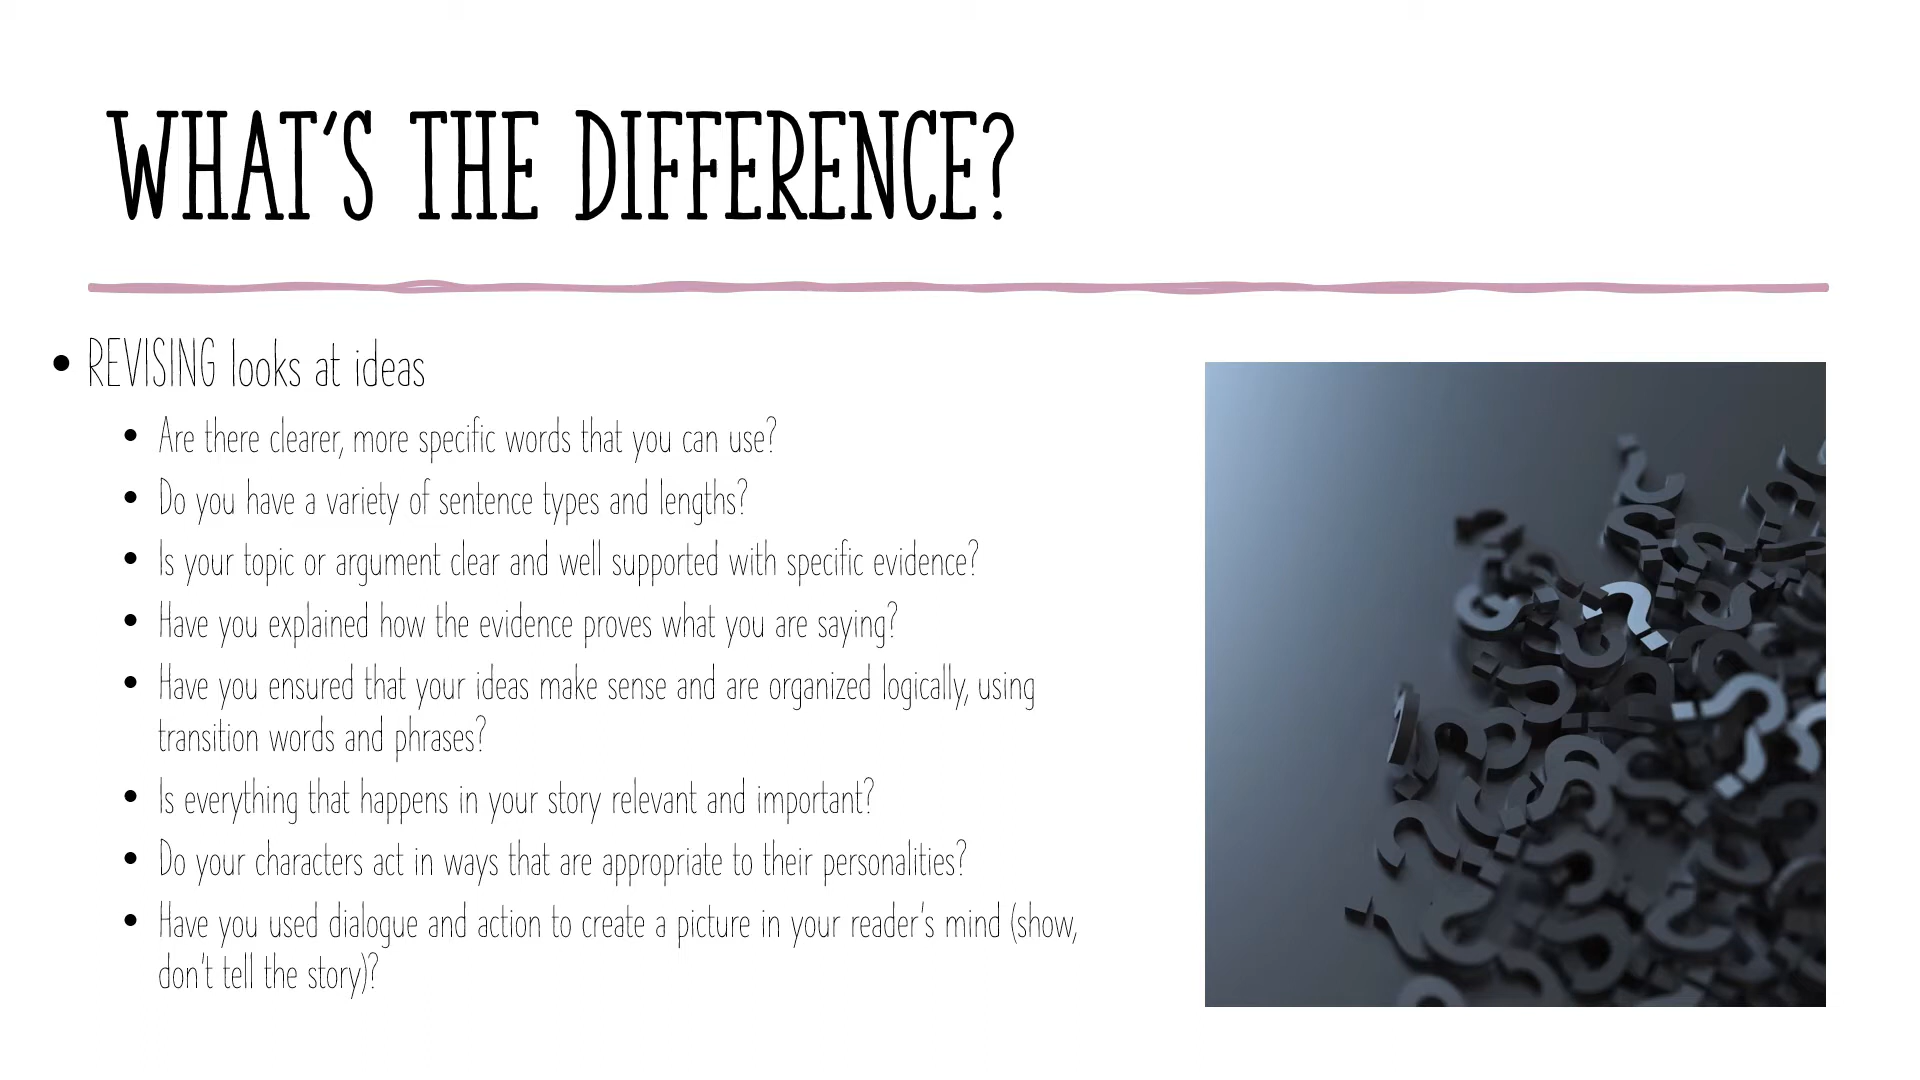 WHAT'S THE DIFFERENCE?
• REVISING looks at ideas
• Are there clearer, more specific words that you can use?
• Do you have a variety of sentence types and lengths?
• Is your topic or argument clear and well supported with specific evidence?
• Have you explained how the evidence proves what you are saying?
• Have you ensured that your ideas make sense and are organized logically, using
transition words and phrases?
• Is everything that happens in your story relevant and important?
• Do your characters act in ways that are appropriate to their personalities?
• Have you used dialogue and action to create a picture in your reader's mind (show,
don't tell the story)?